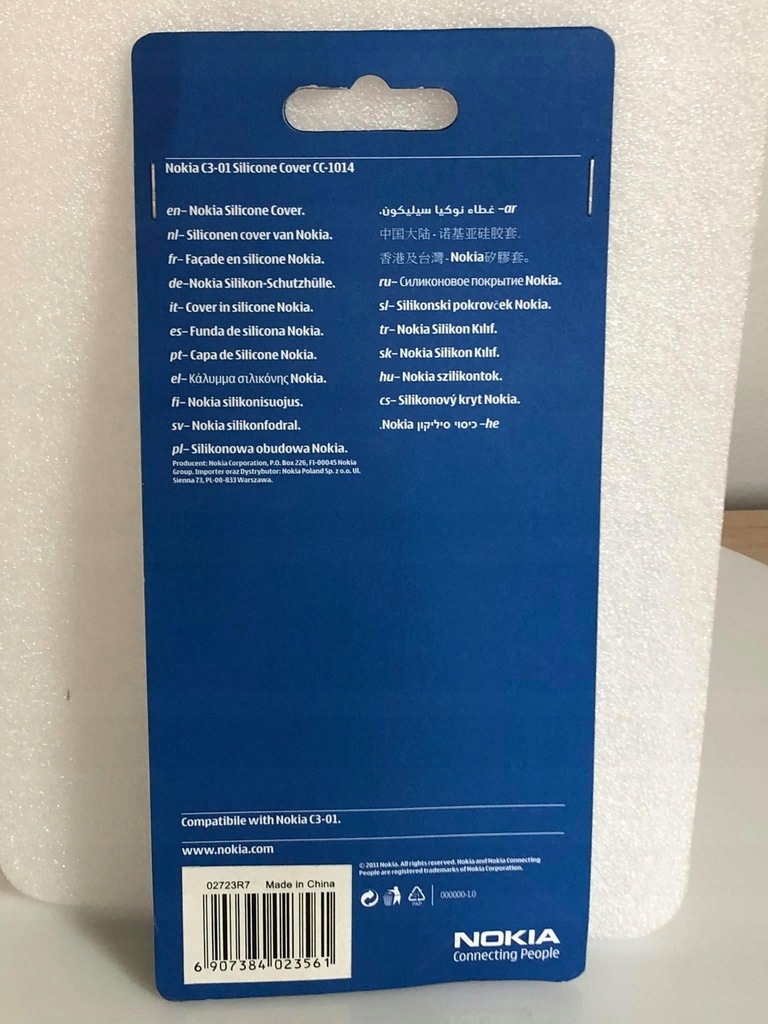 Nokia C3-01 Silicone Cover CC-1014
en– Nokia Silicone Cover.
nl– Siliconen cover van Nokia.
fr– Façade en silicone Nokia.
de–Nokia Silikon-Schutzhülle.
it– Cover in silicone Nokia.
es– Funda de silicona Nokia.
pt– Capa de Silicone Nokia.
el– Κάλυμμα σιλικόνης Nokia.
fi– Nokia silikonisuojus.
sv– Nokia silikonfodral.
pl– Silikonowa obudowa Nokia.
Producent: Nokia Corporation, P.O. Box 226, FI-00045 Nokia
Group. Importer oraz Dystrybutor: Nokia Poland Sp. z o.o. Ul.
Sienna 73, PL-00-833 Warszawa.
ar– غطاء نوكيا سيليكون.
中国大陆 - 诺基亚硅胶套.
香港及台灣 - Nokia矽膠套。
ru– Силиконовое покрытие Nokia.
sl– Silikonski pokrovček Nokia.
tr– Nokia Silikon Kılıf.
sk– Nokia Silikon Kılıf.
hu– Nokia szilikontok.
cs– Silikonový kryt Nokia.
he– כיסוי סיליקון Nokia.
Compatibile with Nokia C3-01.
www.nokia.com
© 2011 Nokia. All rights reserved. Nokia and Nokia Connecting
People are registered trademarks of Nokia Corporation.
02723R7 Made in China
6 907384 023561
PAP
000000-1.0
NOKIA
Connecting People